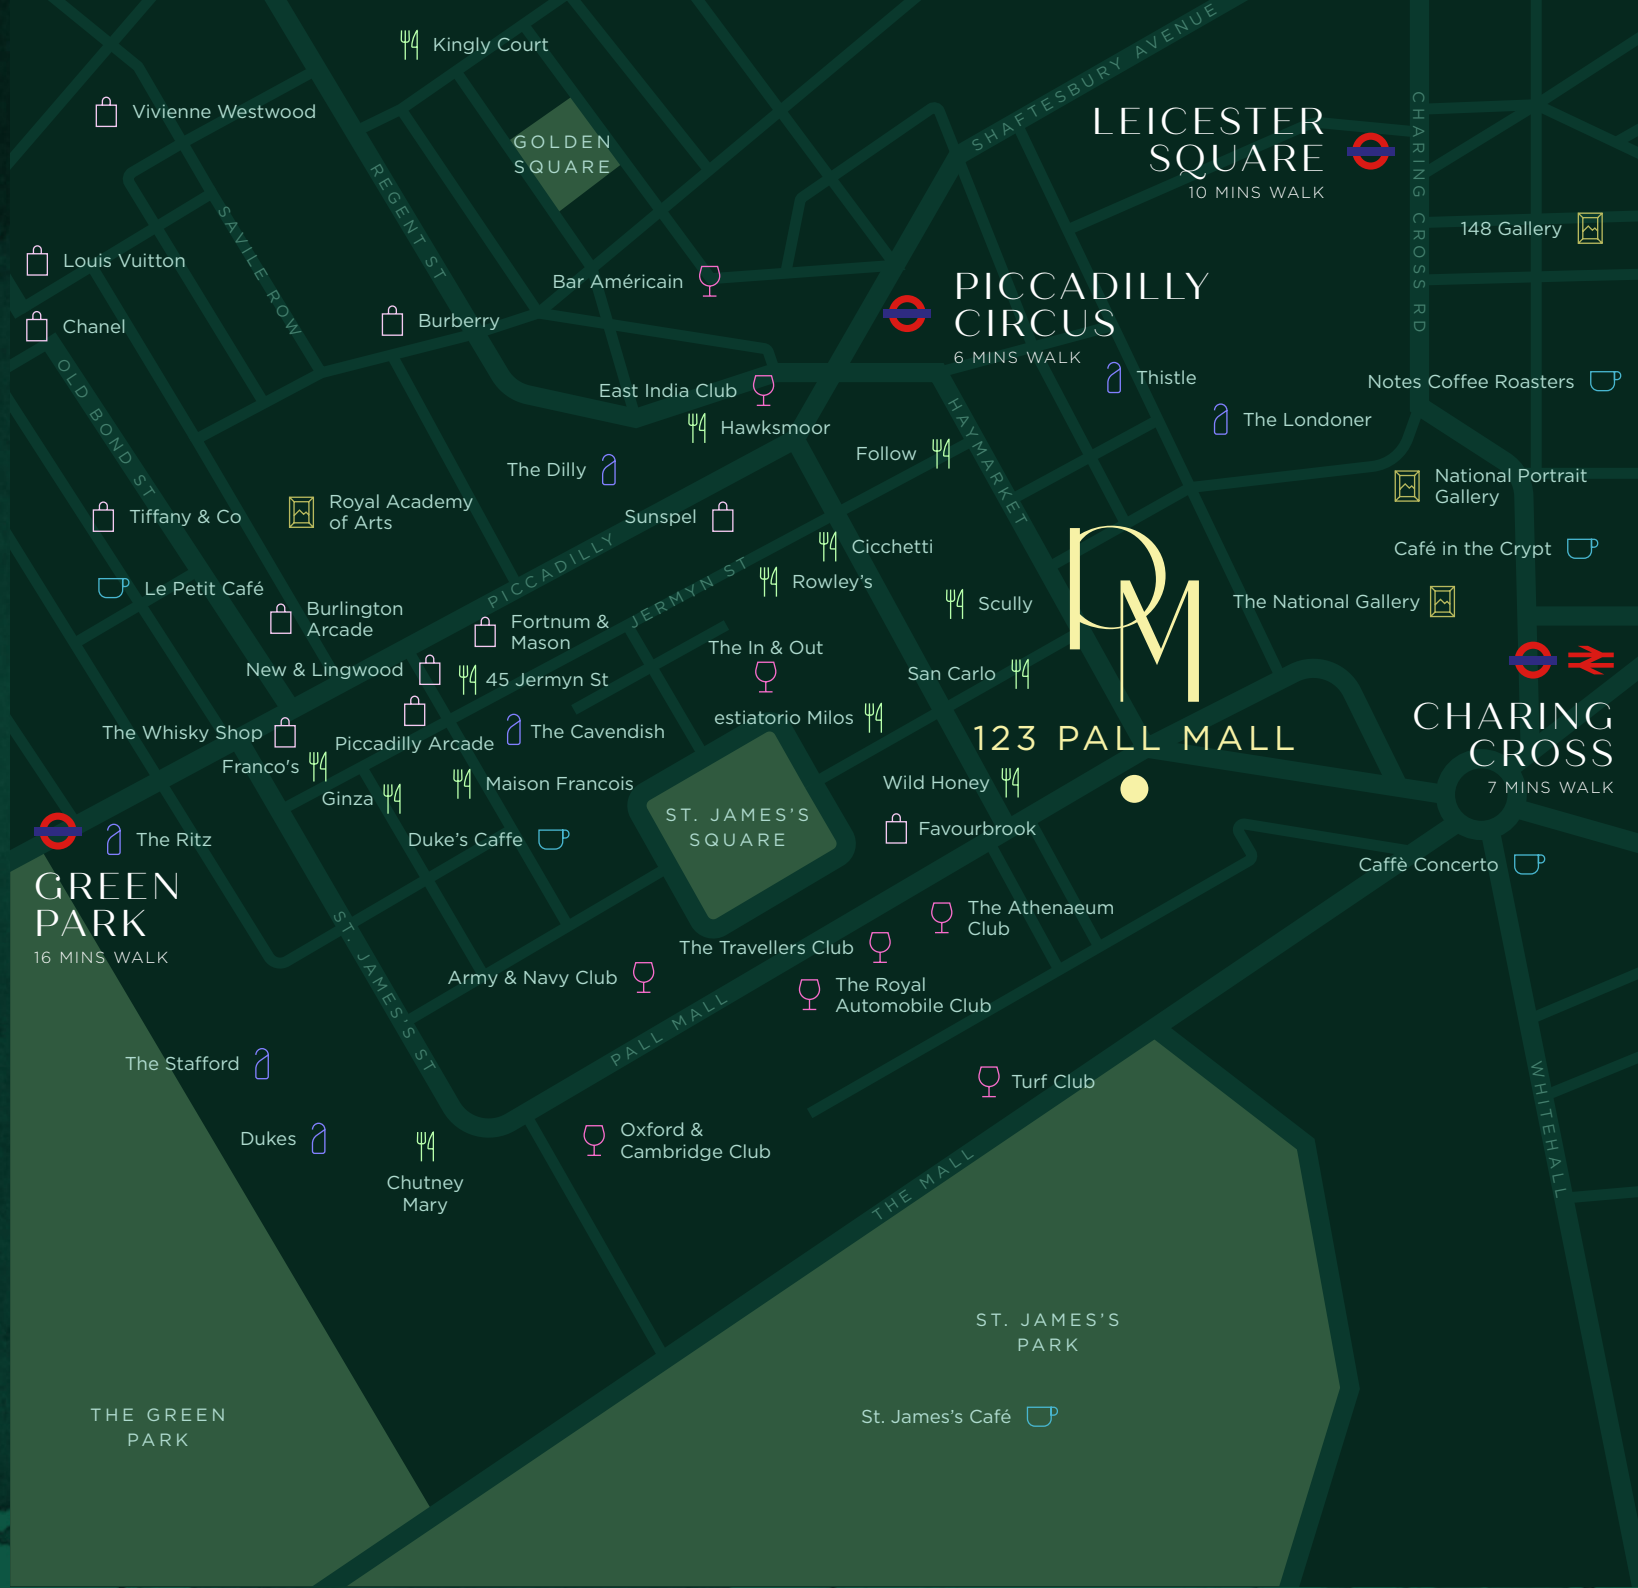 Kingly Court
Vivienne Westwood
GOLDEN
SQUARE
SHAFTESBURY AVENUE
LEICESTER
SQUARE
10 MINS WALK
CHARING CROSS RD
REGENT ST
SAVILE ROW
148 Gallery
Louis Vuitton
Bar Américain
PICCADILLY
CIRCUS
6 MINS WALK
Chanel
Burberry
OLD BOND ST
East India Club
Hawksmoor
HAYMARKET
Thistle
Notes Coffee Roasters
The Londoner
Follow
The Dilly
National Portrait
Gallery
Royal Academy
of Arts
Tiffany & Co
Sunspel
Cicchetti
Café in the Crypt
PICCADILLY
JERMYN ST
Le Petit Café
Rowley's
Scully
The National Gallery
Burlington
Arcade
Fortnum &
Mason
The In & Out
New & Lingwood
45 Jermyn St
San Carlo
PM
The Whisky Shop
Piccadilly Arcade
The Cavendish
estiatorio Milos
123 PALL MALL
CHARING
CROSS
7 MINS WALK
Franco's
Ginza
Maison Francois
Wild Honey
ST. JAMES'S
SQUARE
The Ritz
Duke's Caffe
Favourbrook
Caffè Concerto
GREEN
PARK
16 MINS WALK
ST. JAMES'S ST
The Athenaeum
Club
The Travellers Club
Army & Navy Club
The Royal
Automobile Club
PALL MALL
The Stafford
Turf Club
WHITEHALL
Dukes
Chutney
Mary
Oxford &
Cambridge Club
THE MALL
ST. JAMES'S
PARK
St. James's Café
THE GREEN
PARK